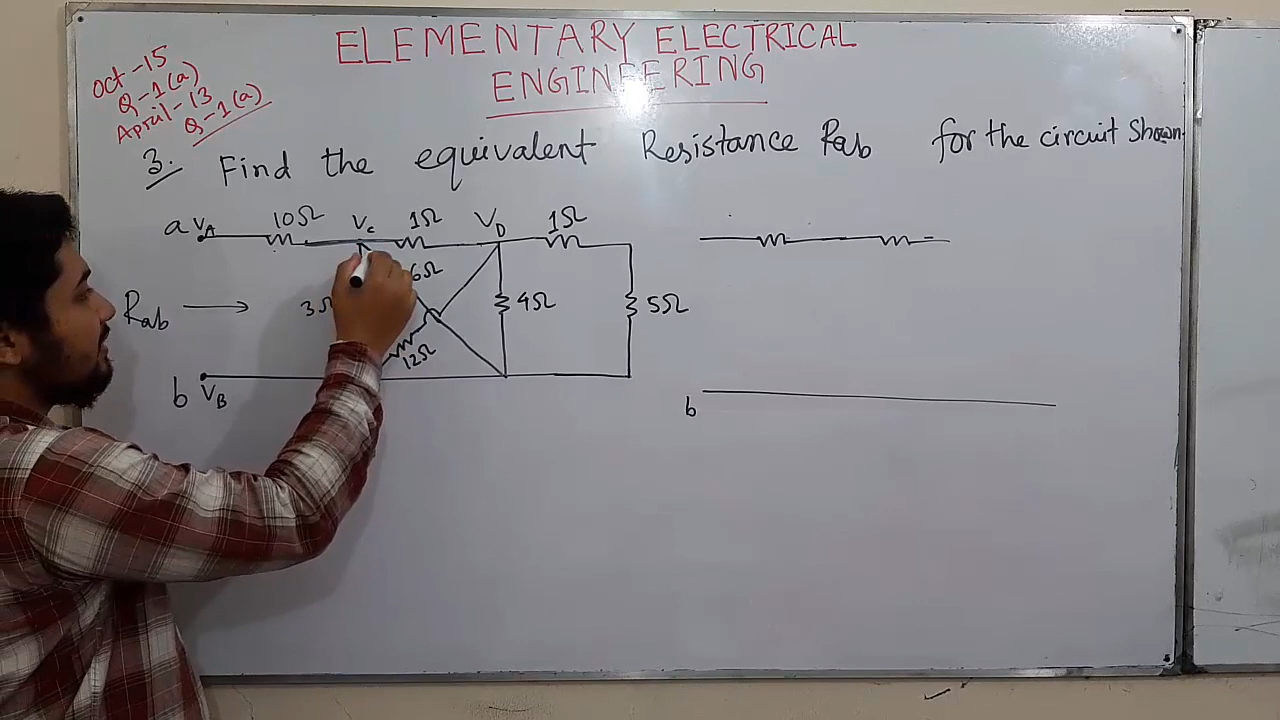 ELEMENTARY ELECTRICAL
ENGINEERING
Oct-15
Q-1(a)
April-13
Q-1(a)
3. Find the equivalent Resistance Rab for the circuit Shown.
a VA 10Ω Vc 1Ω VD 1Ω
6Ω
Rab 3Ω 4Ω 5Ω
12Ω
b VB
b